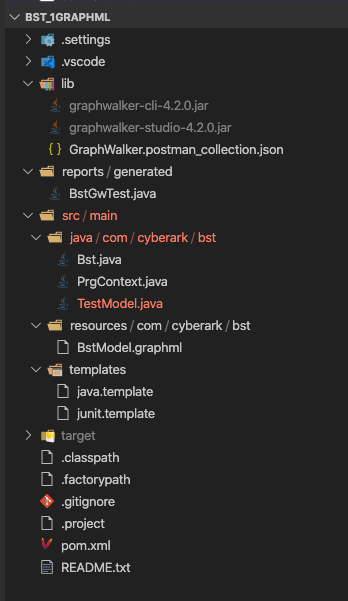 BST_1GRAPHML
.settings
.vscode
lib
graphwalker-cli-4.2.0.jar
graphwalker-studio-4.2.0.jar
{ } GraphWalker.postman_collection.json
reports / generated
BstGwTest.java
src / main
java / com / cyberark / bst
Bst.java
PrgContext.java
TestModel.java
resources / com / cyberark / bst
BstModel.graphml
templates
java.template
junit.template
target
.classpath
.factorypath
.gitignore
.project
pom.xml
README.txt